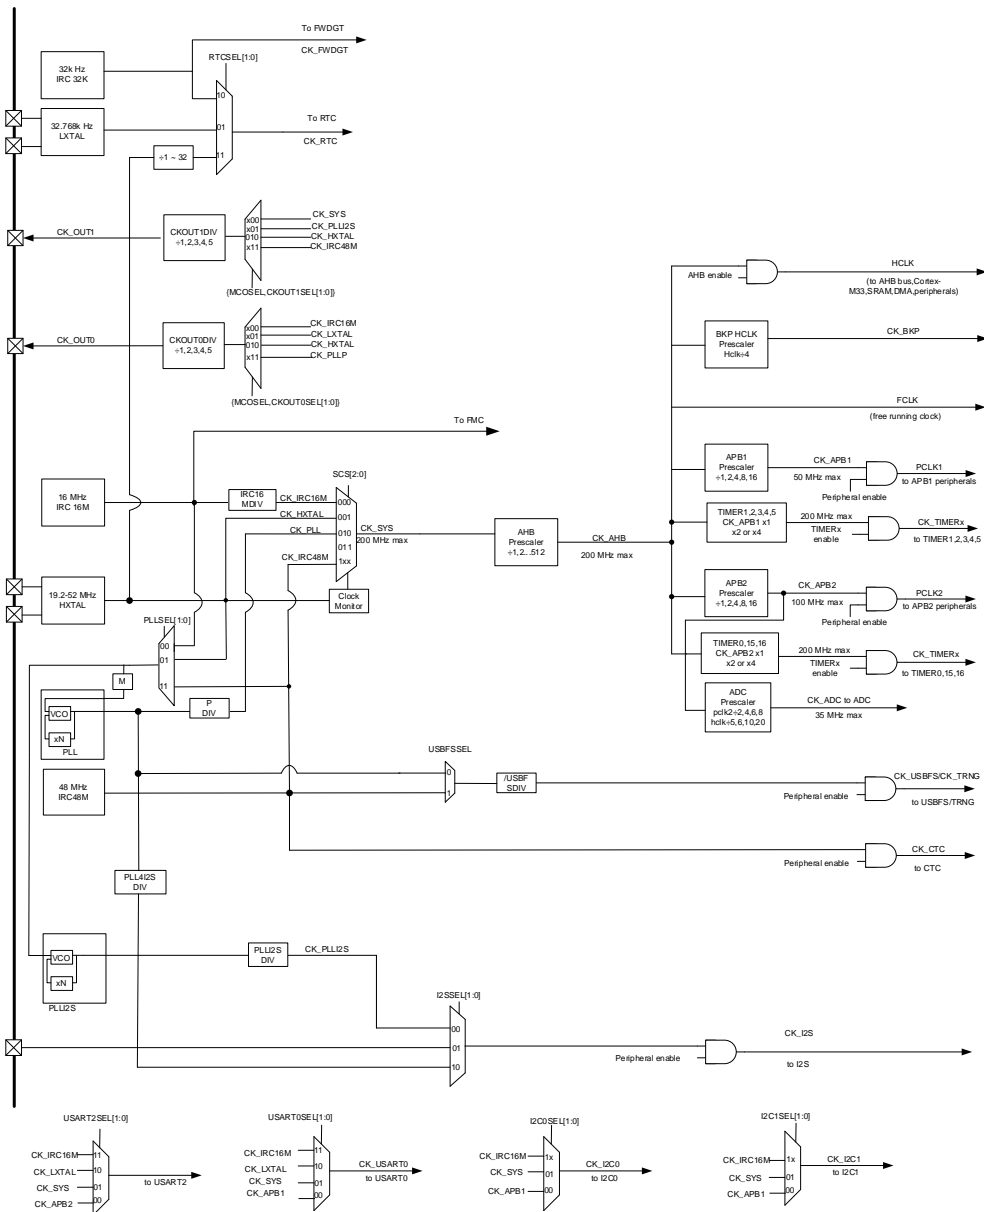 To FWDGT
CK_FWDGT
RTCSEL[1:0]
32k Hz
IRC 32K
10
32.768k Hz
LXTAL
01
To RTC
CK_RTC
11
÷1 ~ 32
CK_OUT1
CKOUT1DIV
÷1,2,3,4,5
x00
x01
010
x11
CK_SYS
CK_PLLI2S
CK_HXTAL
CK_IRC48M
{MCOSEL,CKOUT1SEL[1:0]}
CK_OUT0
CKOUT0DIV
÷1,2,3,4,5
x00
x01
010
x11
CK_IRC16M
CK_LXTAL
CK_HXTAL
CK_PLLP
{MCOSEL,CKOUT0SEL[1:0]}
AHB enable
HCLK
(to AHB bus,Cortex-
M33,SRAM,DMA,peripherals)
BKP HCLK
Prescaler
Hclk÷4
CK_BKP
FCLK
(free running clock)
To FMC
SCS[2:0]
16 MHz
IRC 16M
IRC16
MDIV
CK_IRC16M
000
CK_HXTAL
001
CK_PLL
010
011
CK_IRC48M
1xx
CK_SYS
200 MHz max
AHB
Prescaler
÷1,2...512
CK_AHB
200 MHz max
APB1
Prescaler
÷1,2,4,8,16
CK_APB1
50 MHz max
Peripheral enable
PCLK1
to APB1 peripherals
TIMER1,2,3,4,5
CK_APB1 x1
x2 or x4
200 MHz max
TIMERx
enable
CK_TIMERx
to TIMER1,2,3,4,5
19.2-52 MHz
HXTAL
Clock
Monitor
APB2
Prescaler
÷1,2,4,8,16
CK_APB2
100 MHz max
Peripheral enable
PCLK2
to APB2 peripherals
PLLSEL[1:0]
00
01
11
TIMER0,15,16
CK_APB2 x1
x2 or x4
200 MHz max
TIMERx
enable
CK_TIMERx
to TIMER0,15,16
M
VCO
xN
PLL
P
DIV
ADC
Prescaler
pclk2÷2,4,6,8
hclk÷5,6,10,20
CK_ADC to ADC
35 MHz max
USBFSSEL
0
1
/USBF
SDIV
48 MHz
IRC48M
Peripheral enable
CK_USBFS/CK_TRNG
to USBFS/TRNG
Peripheral enable
CK_CTC
to CTC
PLL4I2S
DIV
VCO
xN
PLLI2S
PLLI2S
DIV
CK_PLLI2S
I2SSEL[1:0]
00
01
10
Peripheral enable
CK_I2S
to I2S
USART2SEL[1:0]
CK_IRC16M
11
CK_LXTAL
10
CK_SYS
01
CK_APB2
00
to USART2
USART0SEL[1:0]
CK_IRC16M
11
CK_LXTAL
10
CK_SYS
01
CK_APB1
00
CK_USART0
to USART0
I2C0SEL[1:0]
CK_IRC16M
1x
CK_SYS
01
CK_APB1
00
CK_I2C0
to I2C0
I2C1SEL[1:0]
CK_IRC16M
1x
CK_SYS
01
CK_APB1
00
CK_I2C1
to I2C1